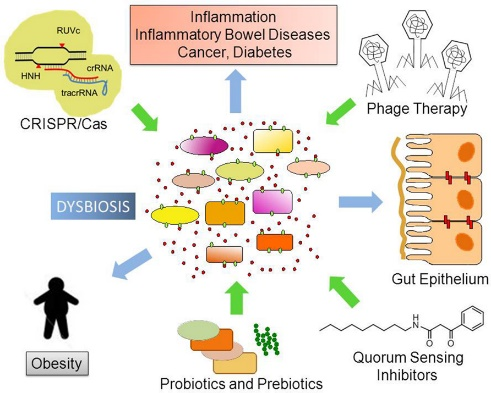 Inflammation
Inflammatory Bowel Diseases
Cancer, Diabetes
RUVc
HNH
crRNA
tracrRNA
CRISPR/Cas
Phage Therapy
DYSBIOSIS
Gut Epithelium
Obesity
Probiotics and Prebiotics
H
N
O
O
Quorum Sensing
Inhibitors